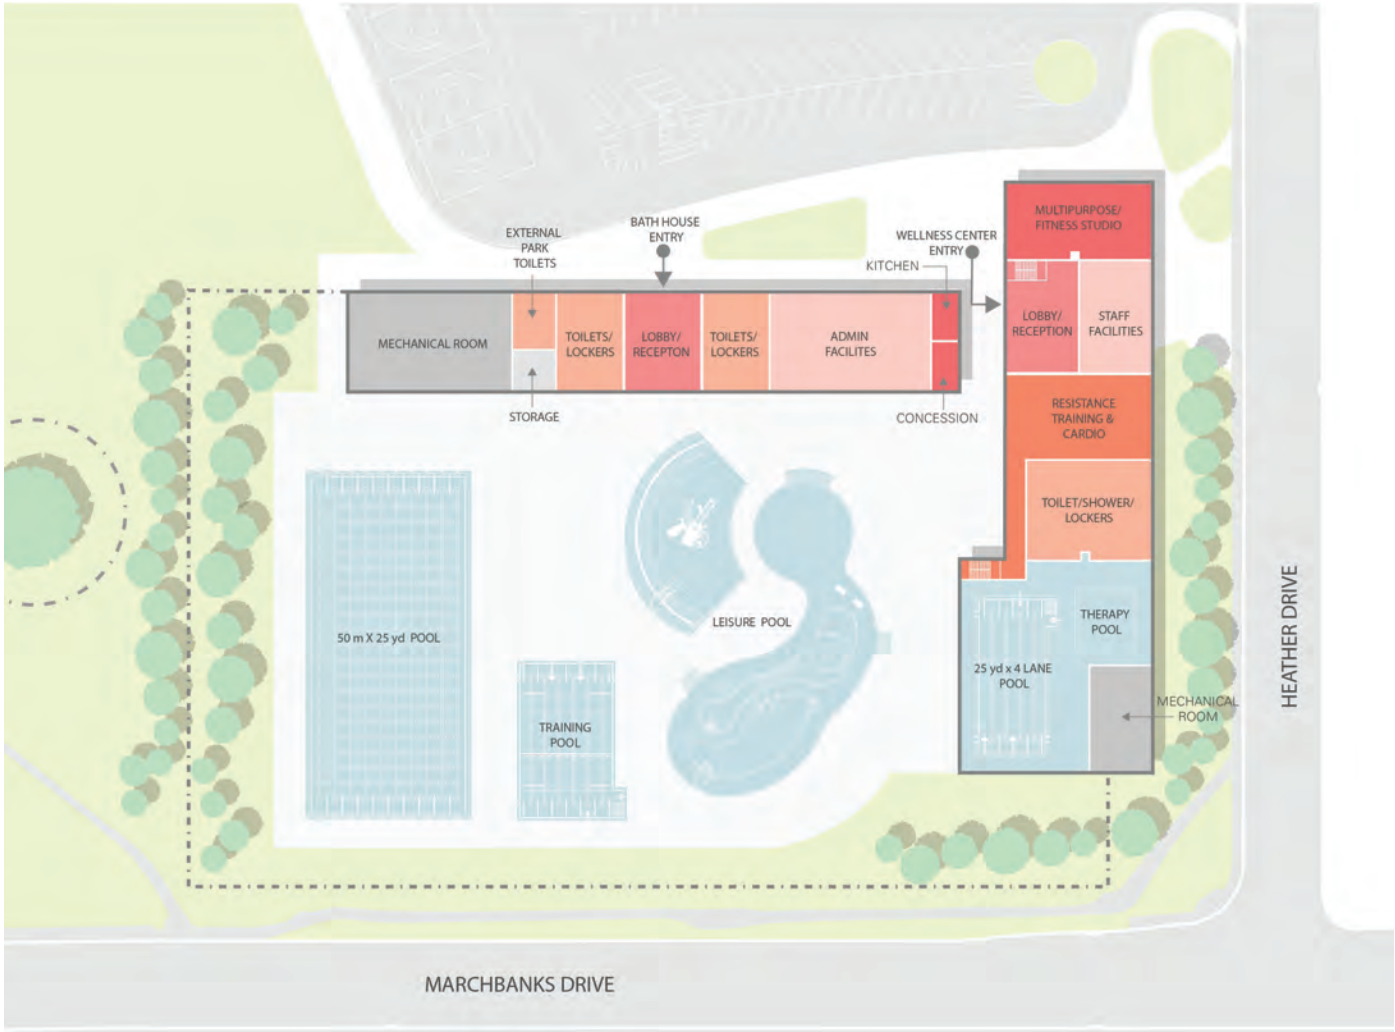 MULTIPURPOSE/
FITNESS STUDIO
BATH HOUSE
ENTRY
EXTERNAL
PARK
TOILETS
WELLNESS CENTER
ENTRY
KITCHEN
MECHANICAL ROOM
TOILETS/
LOCKERS
LOBBY/
RECEPTON
TOILETS/
LOCKERS
ADMIN
FACILITES
LOBBY/
RECEPTION
STAFF
FACILITIES
STORAGE
CONCESSION
RESISTANCE
TRAINING &
CARDIO
TOILET/SHOWER/
LOCKERS
50 m X 25 yd POOL
LEISURE POOL
THERAPY
POOL
25 yd x 4 LANE
POOL
TRAINING
POOL
MECHANICAL
ROOM
HEATHER DRIVE
MARCHBANKS DRIVE